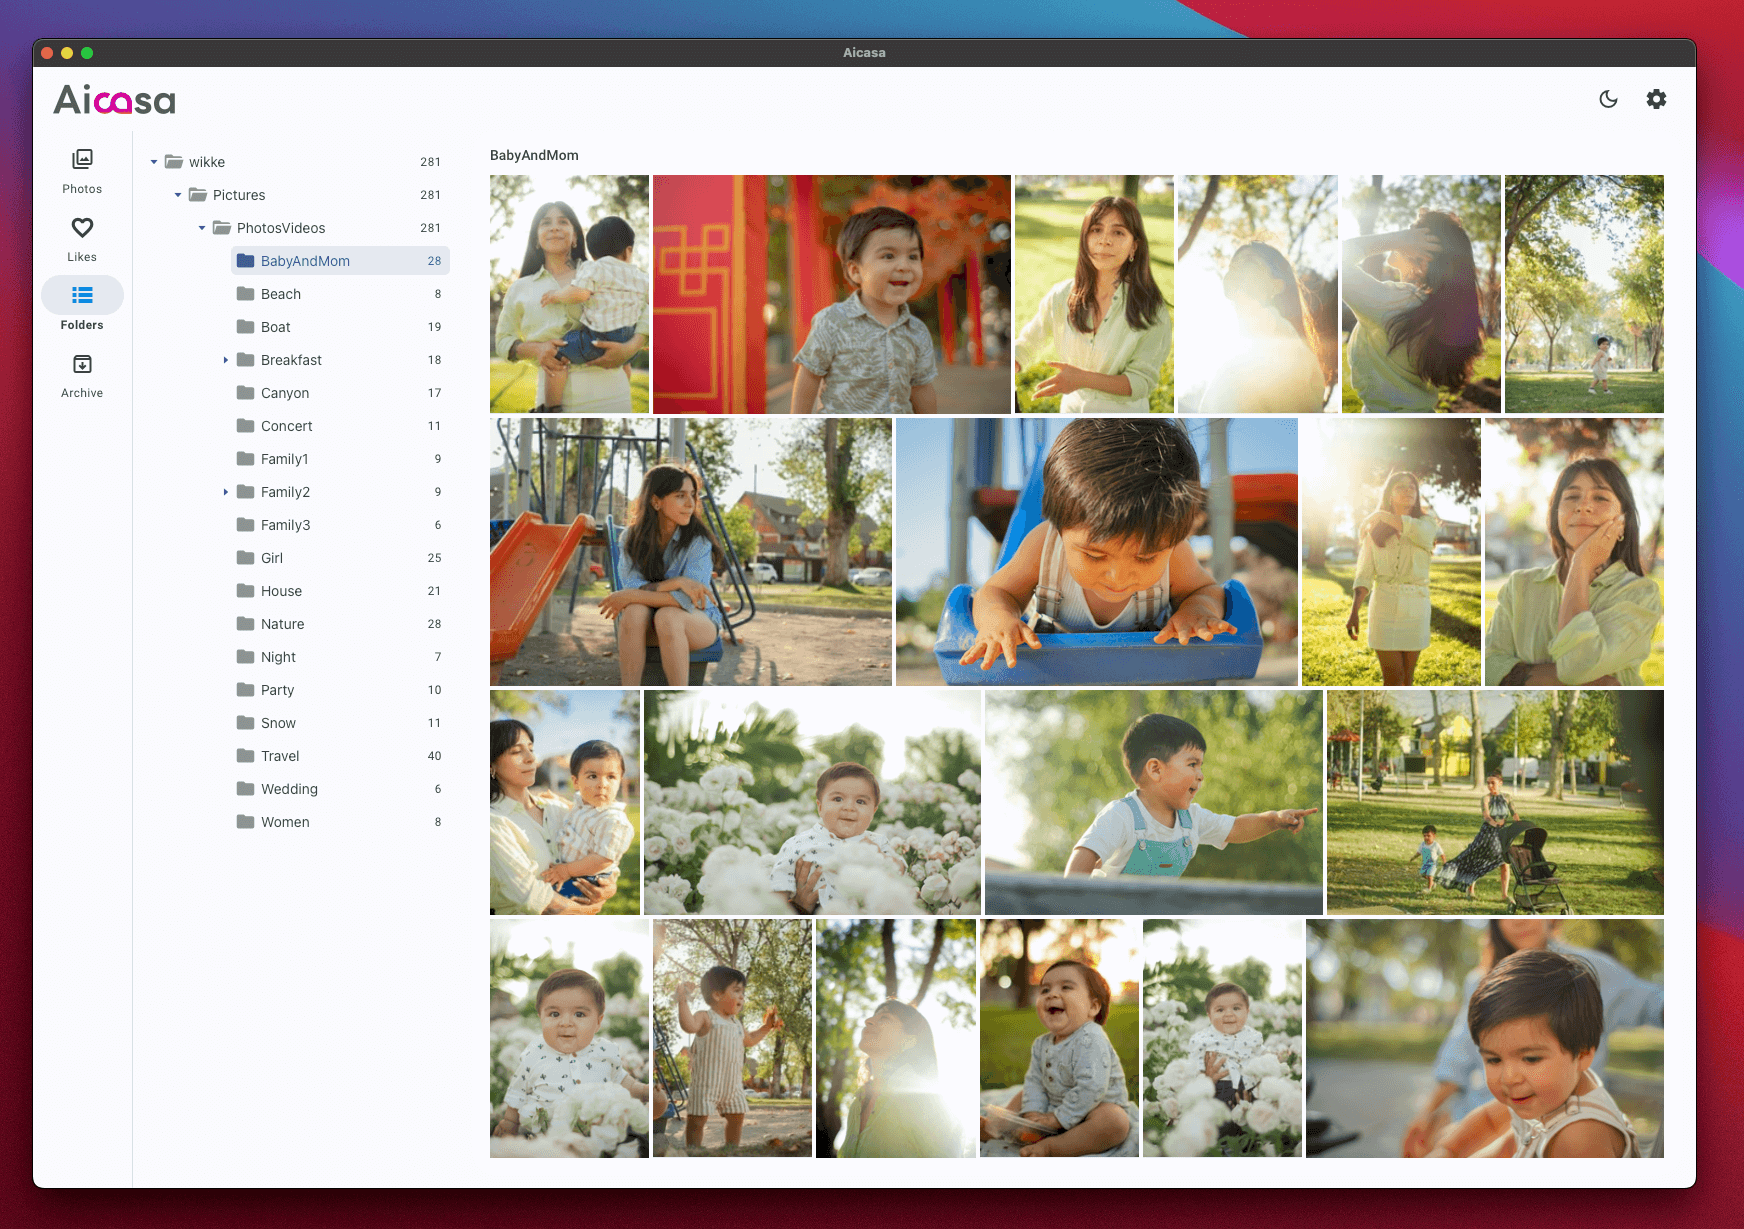 Aicasa
Aicasa
Photos
Likes
Folders
Archive
wikke 281
Pictures 281
PhotosVideos 281
BabyAndMom 28
Beach 8
Boat 19
Breakfast 18
Canyon 17
Concert 11
Family1 9
Family2 9
Family3 6
Girl 25
House 21
Nature 28
Night 7
Party 10
Snow 11
Travel 40
Wedding 6
Women 8
BabyAndMom